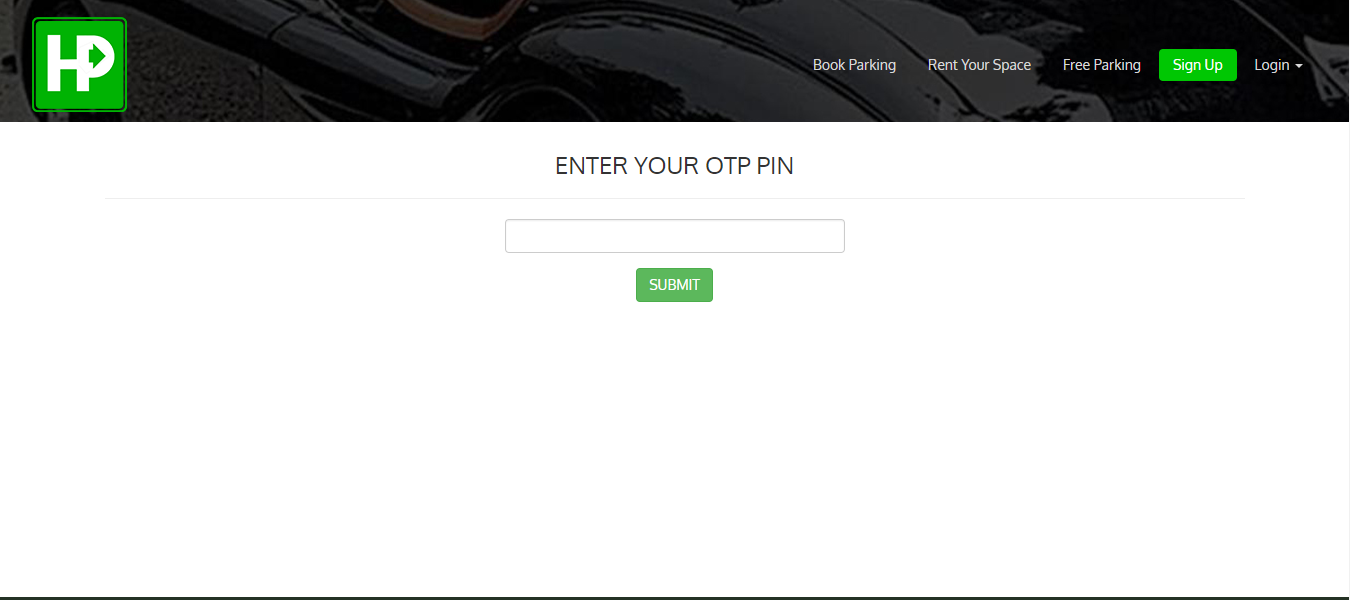 HP
Book Parking
Rent Your Space
Free Parking
Sign Up
Login
ENTER YOUR OTP PIN
SUBMIT